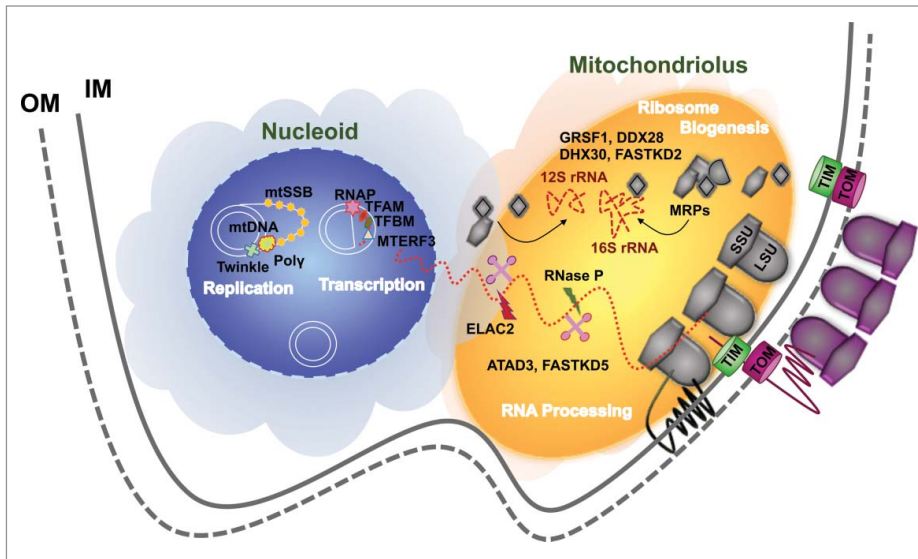 OM
IM
Nucleoid
Mitochondriolus
Ribosome
Biogenesis
GRSF1, DDX28
DHX30, FASTKD2
12S rRNA
16S rRNA
MRPs
TIM
TOM
SSU
LSU
mtSSB
mtDNA
Twinkle
Polγ
Replication
RNAP
TFAM
TFBM
MTERF3
Transcription
RNase P
ELAC2
ATAD3, FASTKD5
RNA Processing
TIM
TOM